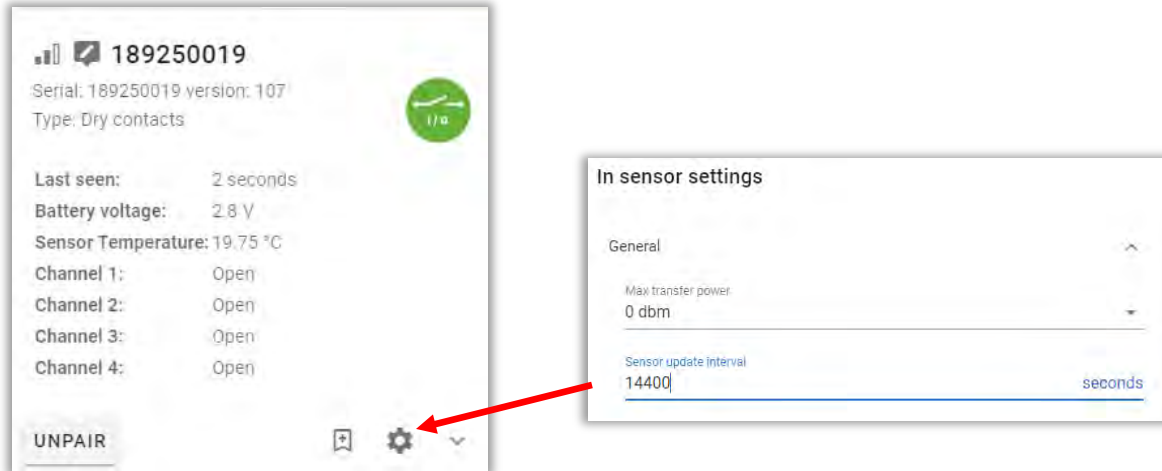 189250019
Serial: 189250019 version: 107
Type: Dry contacts
Last seen: 2 seconds
Battery voltage: 2.8 V
Sensor Temperature: 19.75 °C
Channel 1: Open
Channel 2: Open
Channel 3: Open
Channel 4: Open
UNPAIR
In sensor settings
General
Max transfer power
0 dbm
Sensor update interval
14400 seconds